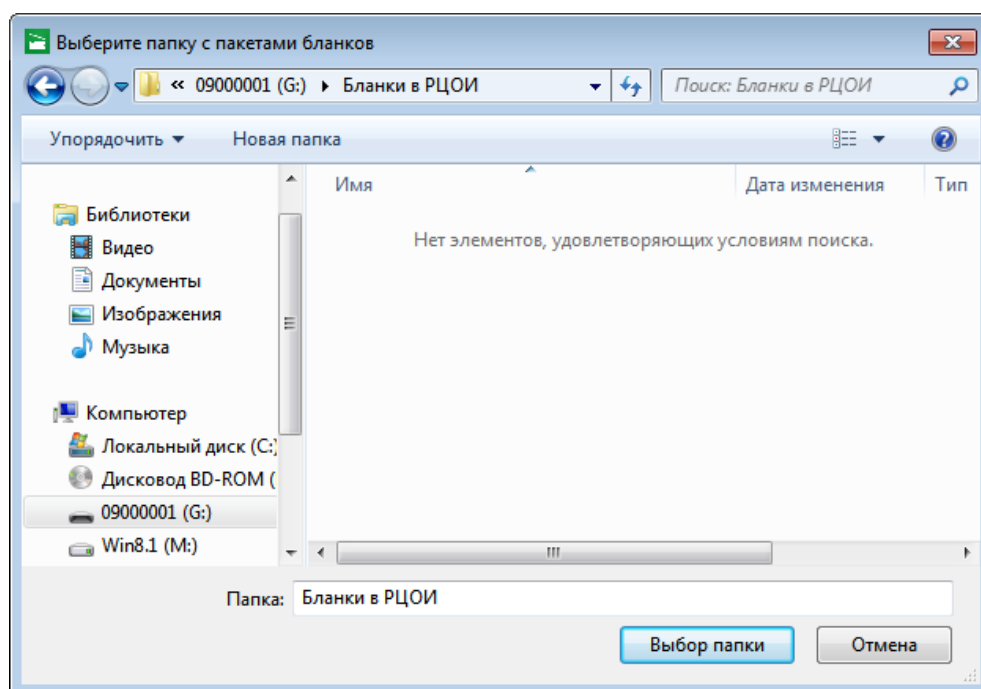 Выберите папку с пакетами бланков
« 09000001 (G:) ▸ Бланки в РЦОИ
Поиск: Бланки в РЦОИ
Упорядочить ▼ Новая папка
Имя Дата изменения Тип
Библиотеки
Видео
Документы
Изображения
Музыка
Нет элементов, удовлетворяющих условиям поиска.
Компьютер
Локальный диск (C:)
Дисковод BD-ROM (
09000001 (G:)
Win8.1 (M:)
Папка: Бланки в РЦОИ
Выбор папки Отмена